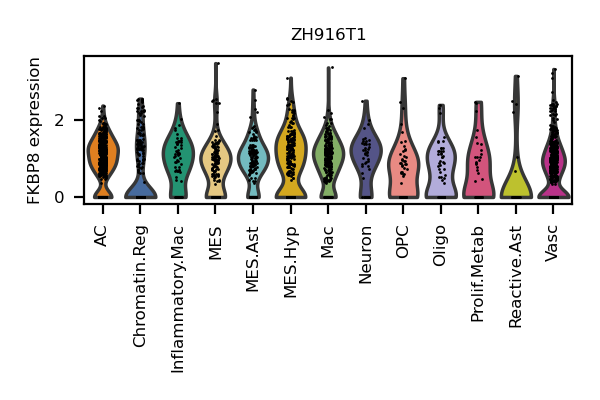 ZH916T1
FKBP8 expression
2
0
AC
Chromatin.Reg
Inflammatory.Mac
MES
MES.Ast
MES.Hyp
Mac
Neuron
OPC
Oligo
Prolif.Metab
Reactive.Ast
Vasc